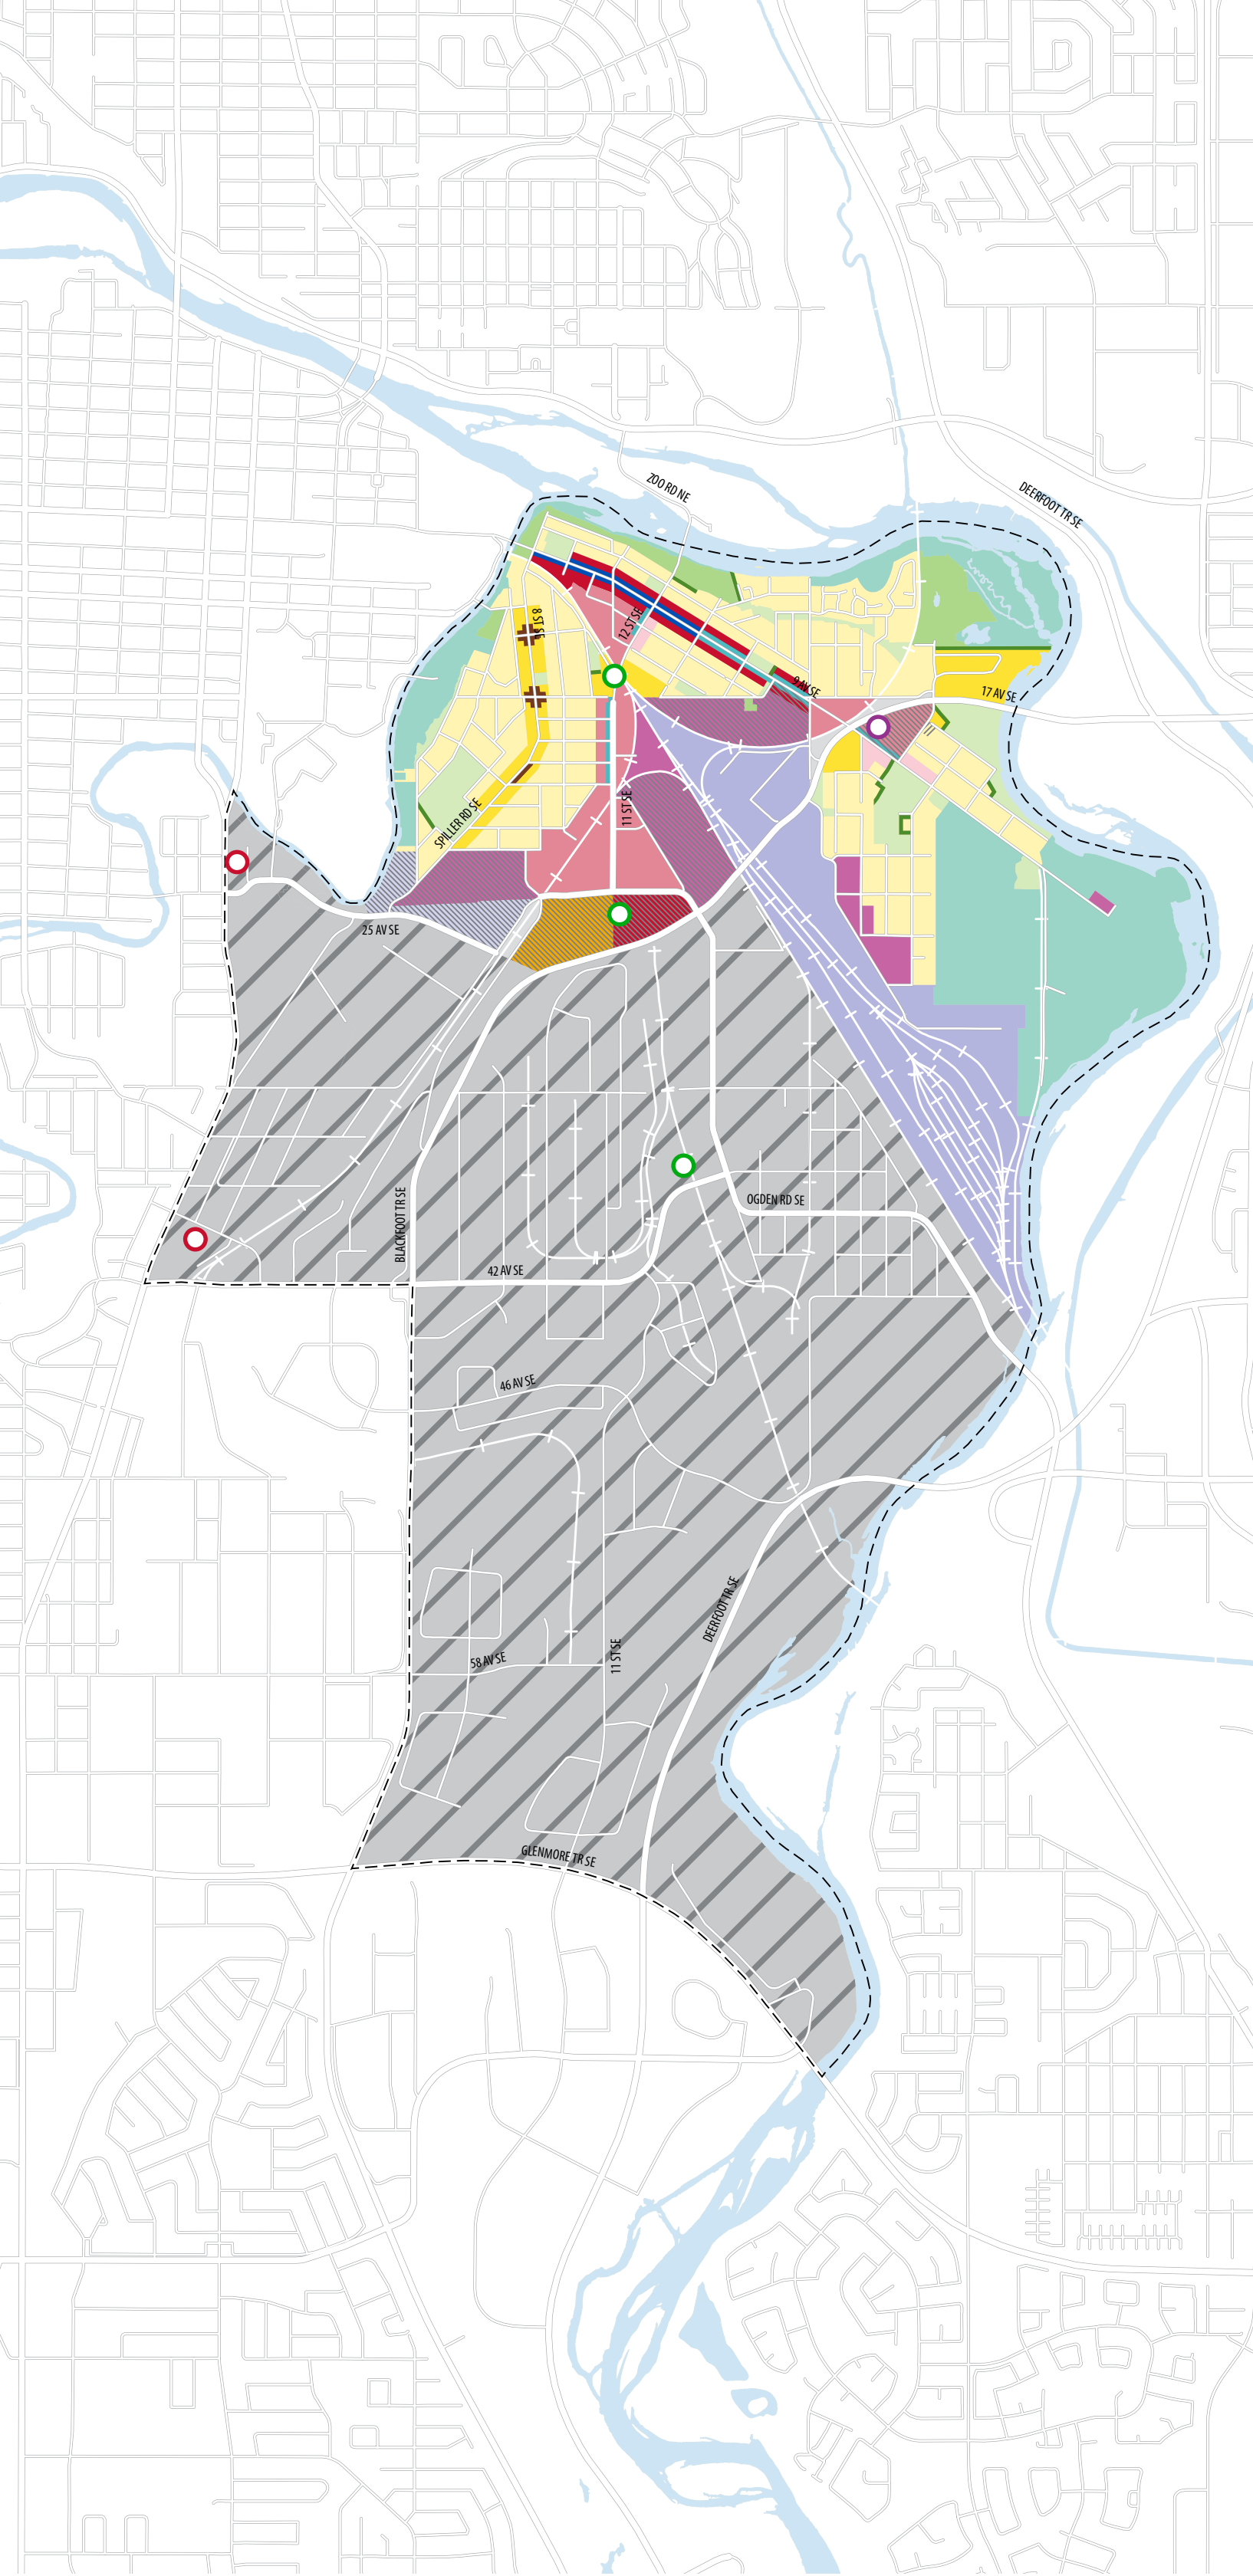 ZOO RD NE
DEERFOOT TR SE
12 ST SE
8 ST SE
9 AV SE
17 AV SE
11 ST SE
SPILLER RD SE
25 AV SE
BLACKFOOT TR SE
OGDEN RD SE
42 AV SE
46 AV SE
DEERFOOT TR SE
11 ST SE
58 AV SE
GLENMORE TR SE